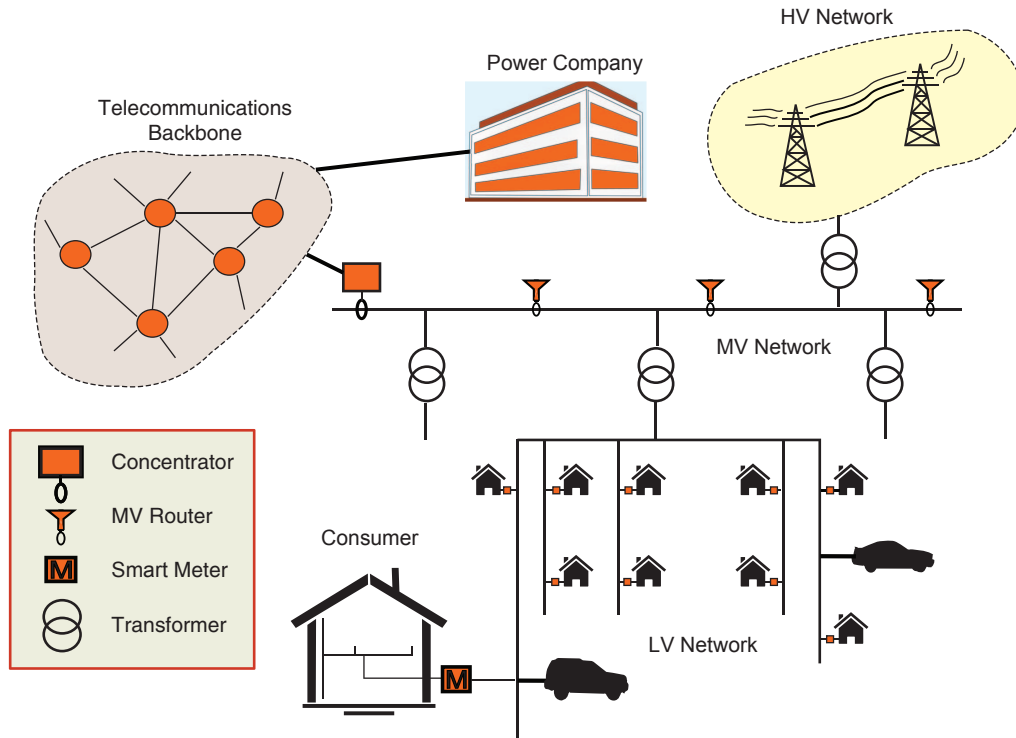 HV Network
Power Company
Telecommunications
Backbone
MV Network
Concentrator
MV Router
M
Smart Meter
Transformer
Consumer
M
LV Network